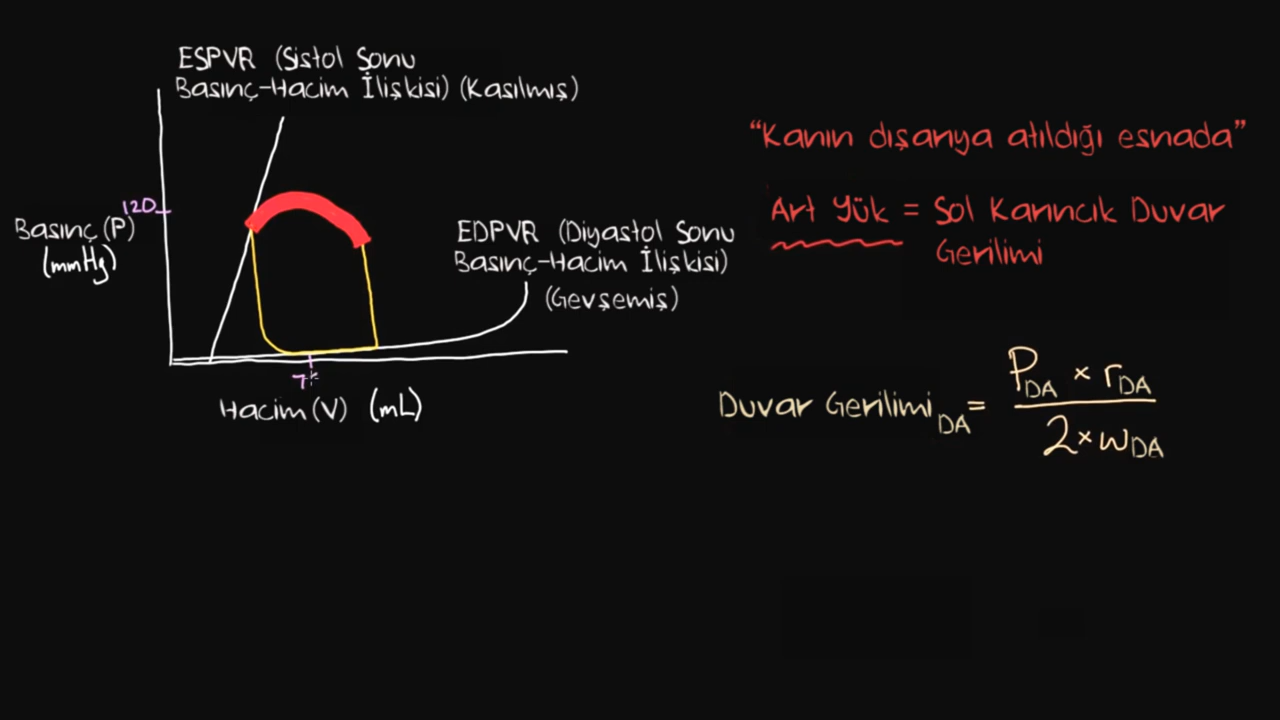 ESPVR (Sistol Sonu
Basınç-Hacim İlişkisi) (Kasılmış)
120
Basınç (P)
(mmHg)
EDPVR (Diyastol Sonu
Basınç-Hacim İlişkisi)
(Gevşemiş)
Hacim (V) (mL)
"Kanın dışarıya atıldığı esnada"
Art Yük = Sol Karıncık Duvar
Gerilimi
Duvar Gerilimi DA = P DA × r DA
2 × w DA